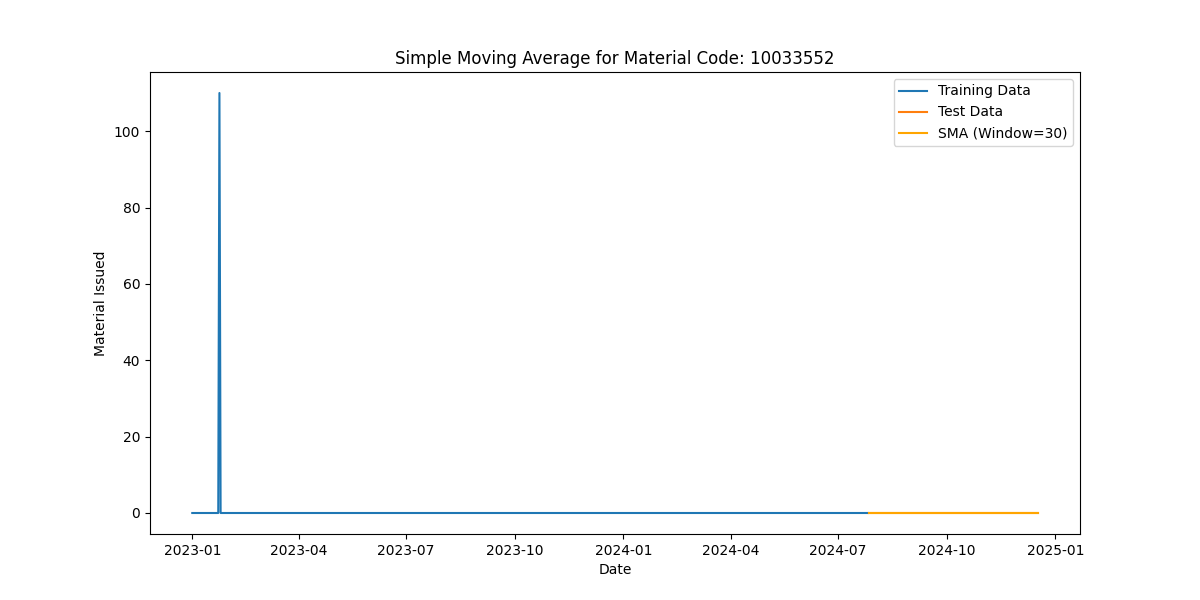 Simple Moving Average for Material Code: 10033552
Training Data
Test Data
SMA (Window=30)
Material Issued
100
80
60
40
20
0
2023-01 2023-04 2023-07 2023-10 2024-01 2024-04 2024-07 2024-10 2025-01
Date